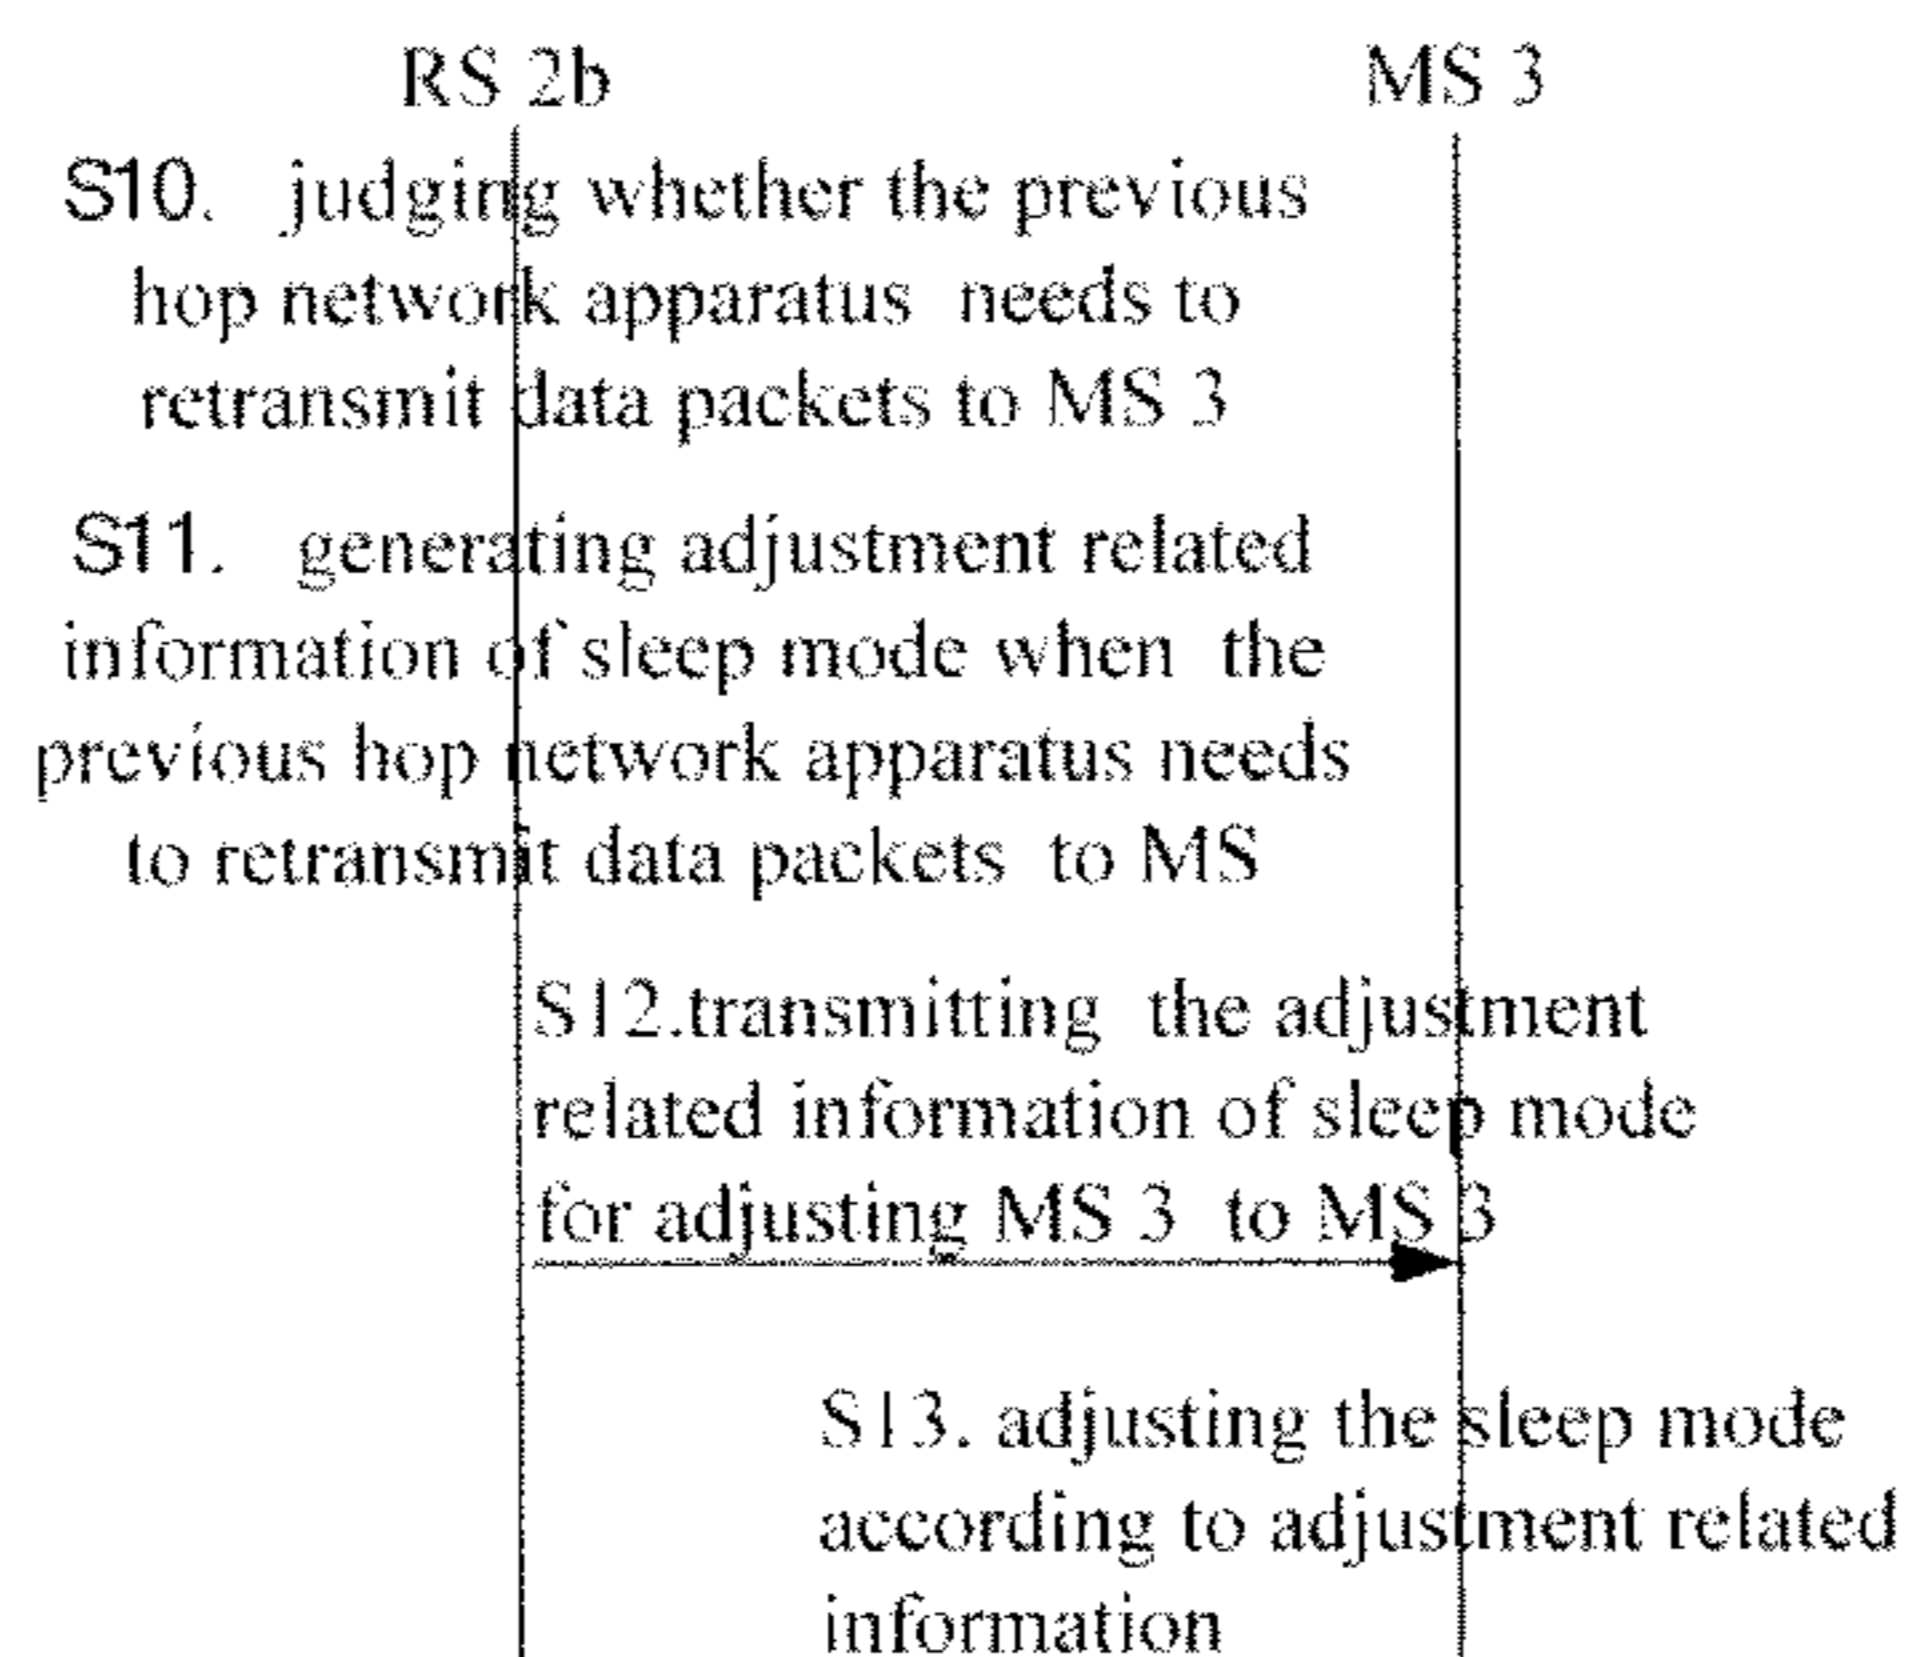 RS 2b
MS 3
S10. judging whether the previous
hop network apparatus needs to
retransmit data packets to MS 3
S11. generating adjustment related
information of sleep mode when the
previous hop network apparatus needs
to retransmit data packets to MS
S12.transmitting the adjustment
related information of sleep mode
for adjusting MS 3 to MS 3
S13. adjusting the sleep mode
according to adjustment related
information